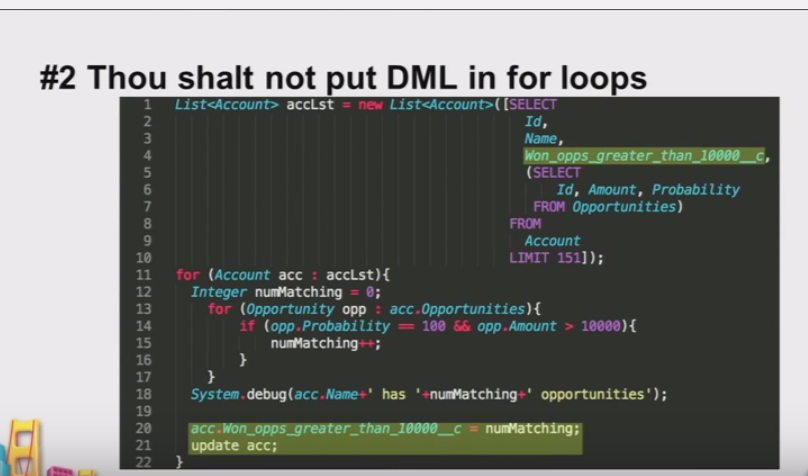 #2 Thou shalt not put DML in for loops
1 List<Account> accLst = new List<Account>([SELECT
2 Id,
3 Name,
4 Won_opps_greater_than_10000__c,
5 (SELECT
6 Id, Amount, Probability
7 FROM Opportunities)
8 FROM
9 Account
10 LIMIT 151]);
11 for (Account acc : accLst){
12 Integer numMatching = 0;
13 for (Opportunity opp : acc.Opportunities){
14 if (opp.Probability == 100 && opp.Amount > 10000){
15 numMatching++;
16 }
17 }
18 System.debug(acc.Name+' has '+numMatching+' opportunities');
19
20 acc.Won_opps_greater_than_10000__c = numMatching;
21 update acc;
22 }